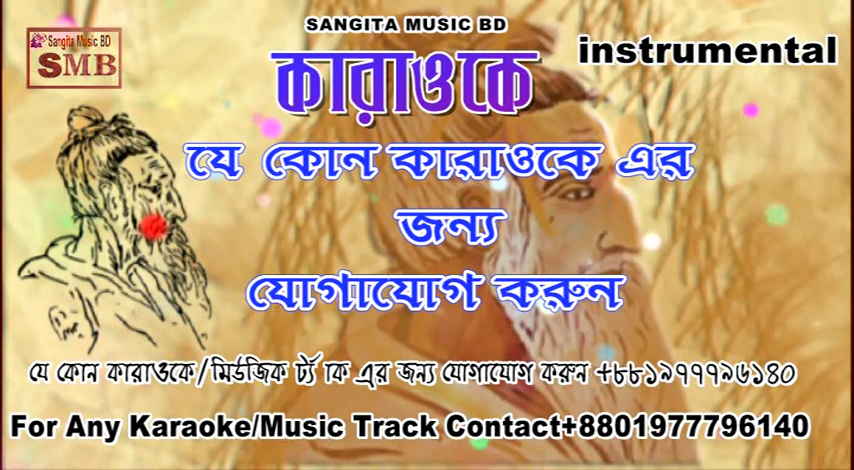 SANGITA MUSIC BD
Sangita Music BD
SMB
instrumental
কারাওকে
যে কোন কারাওকে এর
জন্য
যোগাযোগ করুন
যে কোন কারাওকে/মিউজিক ট্য াক এর জন্য যোগাযোগ করুন +৮৮১৯৭৭৭৯৬১৪০
For Any Karaoke/Music Track Contact+8801977796140